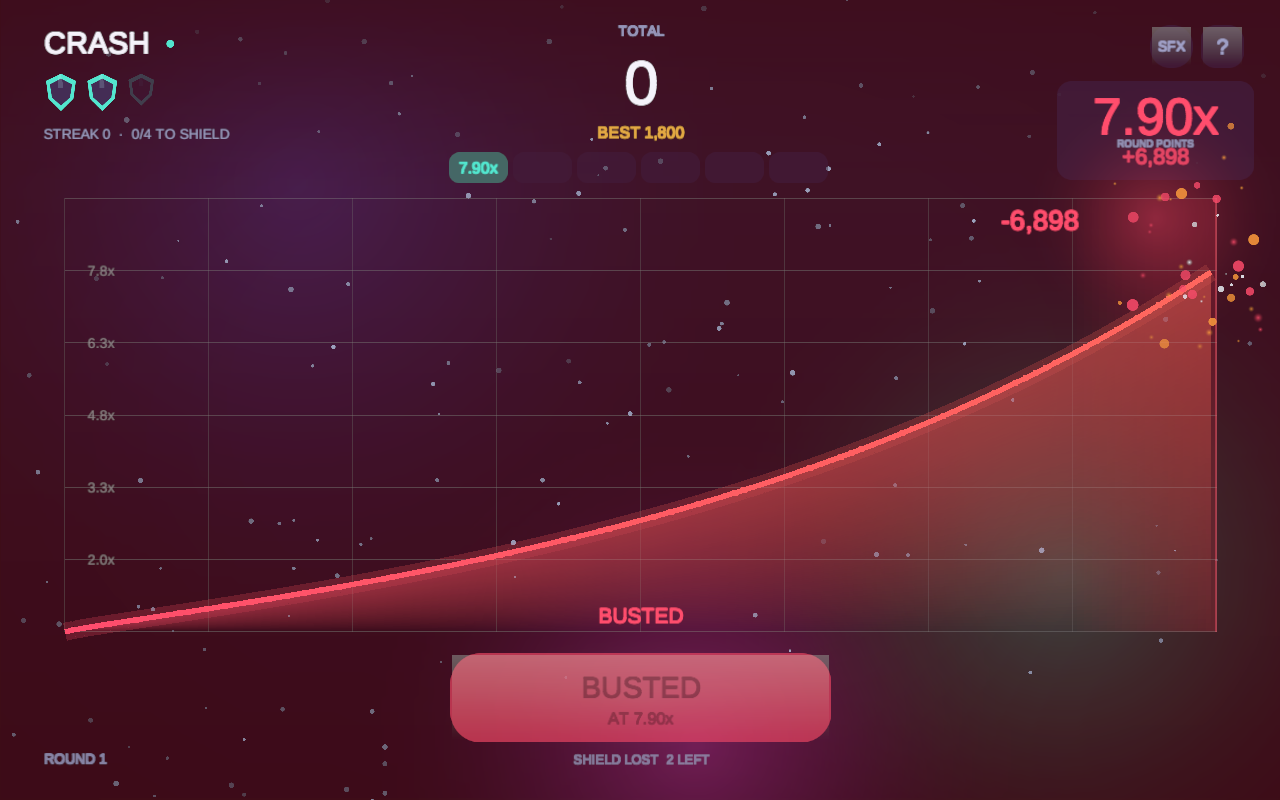 CRASH
STREAK 0 · 0/4 TO SHIELD
TOTAL
0
BEST 1,800
SFX
?
7.90x
ROUND POINTS
+6,898
7.90x
-6,898
7,8x
6.3x
4.8x
3.3x
2.0x
BUSTED
BUSTED
AT 7.90x
ROUND 1
SHIELD LOST 2 LEFT